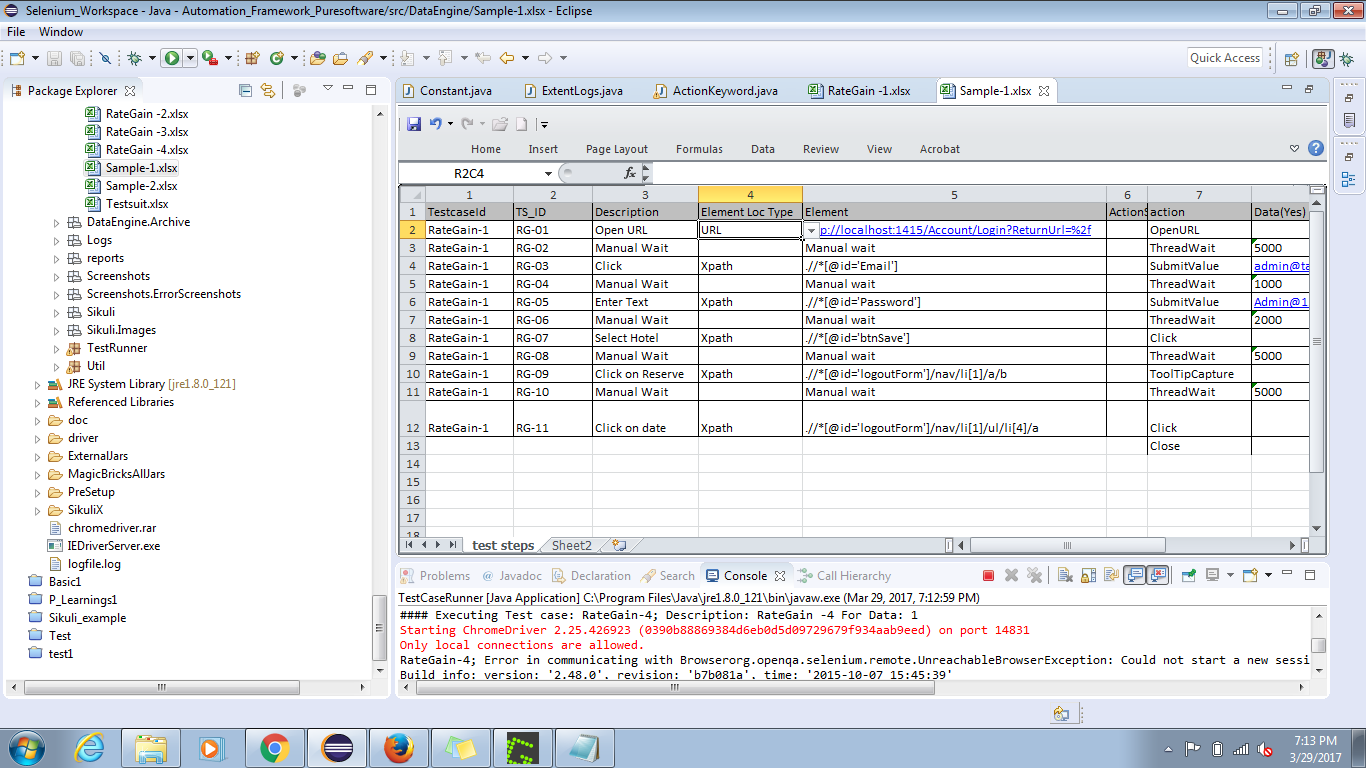 Selenium_Workspace - Java - Automation_Framework_Puresoftware/src/DataEngine/Sample-1.xlsx - Eclipse
File Window
Quick Access
Package Explorer
RateGain -2.xlsx
RateGain -3.xlsx
RateGain -4.xlsx
Sample-1.xlsx
Sample-2.xlsx
Testsuit.xlsx
DataEngine.Archive
Logs
reports
Screenshots
Screenshots.ErrorScreenshots
Sikuli
Sikuli.Images
TestRunner
Util
JRE System Library [jre1.8.0_121]
Referenced Libraries
doc
driver
ExternalJars
MagicBricksAllJars
PreSetup
SikuliX
chromedriver.rar
IEDriverServer.exe
logfile.log
Basic1
P_Learnings1
Sikuli_example
Test
test1
Constant.java ExtentLogs.java ActionKeyword.java RateGain -1.xlsx Sample-1.xlsx
Home Insert Page Layout Formulas Data Review View Acrobat
R2C4 fx
1 2 3 4 5 6 7
1 TestcaseId TS_ID Description Element Loc Type Element ActionS action Data(Yes)
2 RateGain-1 RG-01 Open URL URL p://localhost:1415/Account/Login?ReturnUrl=%2f OpenURL
3 RateGain-1 RG-02 Manual Wait Manual wait ThreadWait 5000
4 RateGain-1 RG-03 Click Xpath .//*[@id='Email'] SubmitValue admin@ta
5 RateGain-1 RG-04 Manual Wait Manual wait ThreadWait 1000
6 RateGain-1 RG-05 Enter Text Xpath .//*[@id='Password'] SubmitValue Admin@1
7 RateGain-1 RG-06 Manual Wait Manual wait ThreadWait 2000
8 RateGain-1 RG-07 Select Hotel Xpath .//*[@id='btnSave'] Click
9 RateGain-1 RG-08 Manual Wait Manual wait ThreadWait 5000
10 RateGain-1 RG-09 Click on Reserve Xpath .//*[@id='logoutForm']/nav/li[1]/a/b ToolTipCapture
11 RateGain-1 RG-10 Manual Wait Manual wait ThreadWait 5000
12 RateGain-1 RG-11 Click on date Xpath .//*[@id='logoutForm']/nav/li[1]/ul/li[4]/a Click
13 Close
14
15
16
17
18
test steps Sheet2
Problems @ Javadoc Declaration Search Console Call Hierarchy
TestCaseRunner [Java Application] C:\Program Files\Java\jre1.8.0_121\bin\javaw.exe (Mar 29, 2017, 7:12:59 PM)
#### Executing Test case: RateGain-4; Description: RateGain -4 For Data: 1
Starting ChromeDriver 2.25.426923 (0390b88869384d6eb0d5d09729679f934aab9eed) on port 14831
Only local connections are allowed.
RateGain-4; Error in communicating with Browserorg.openqa.selenium.remote.UnreachableBrowserException: Could not start a new sessi
Build info: version: '2.48.0', revision: 'b7b081a', time: '2015-10-07 15:45:39'
7:13 PM
3/29/2017